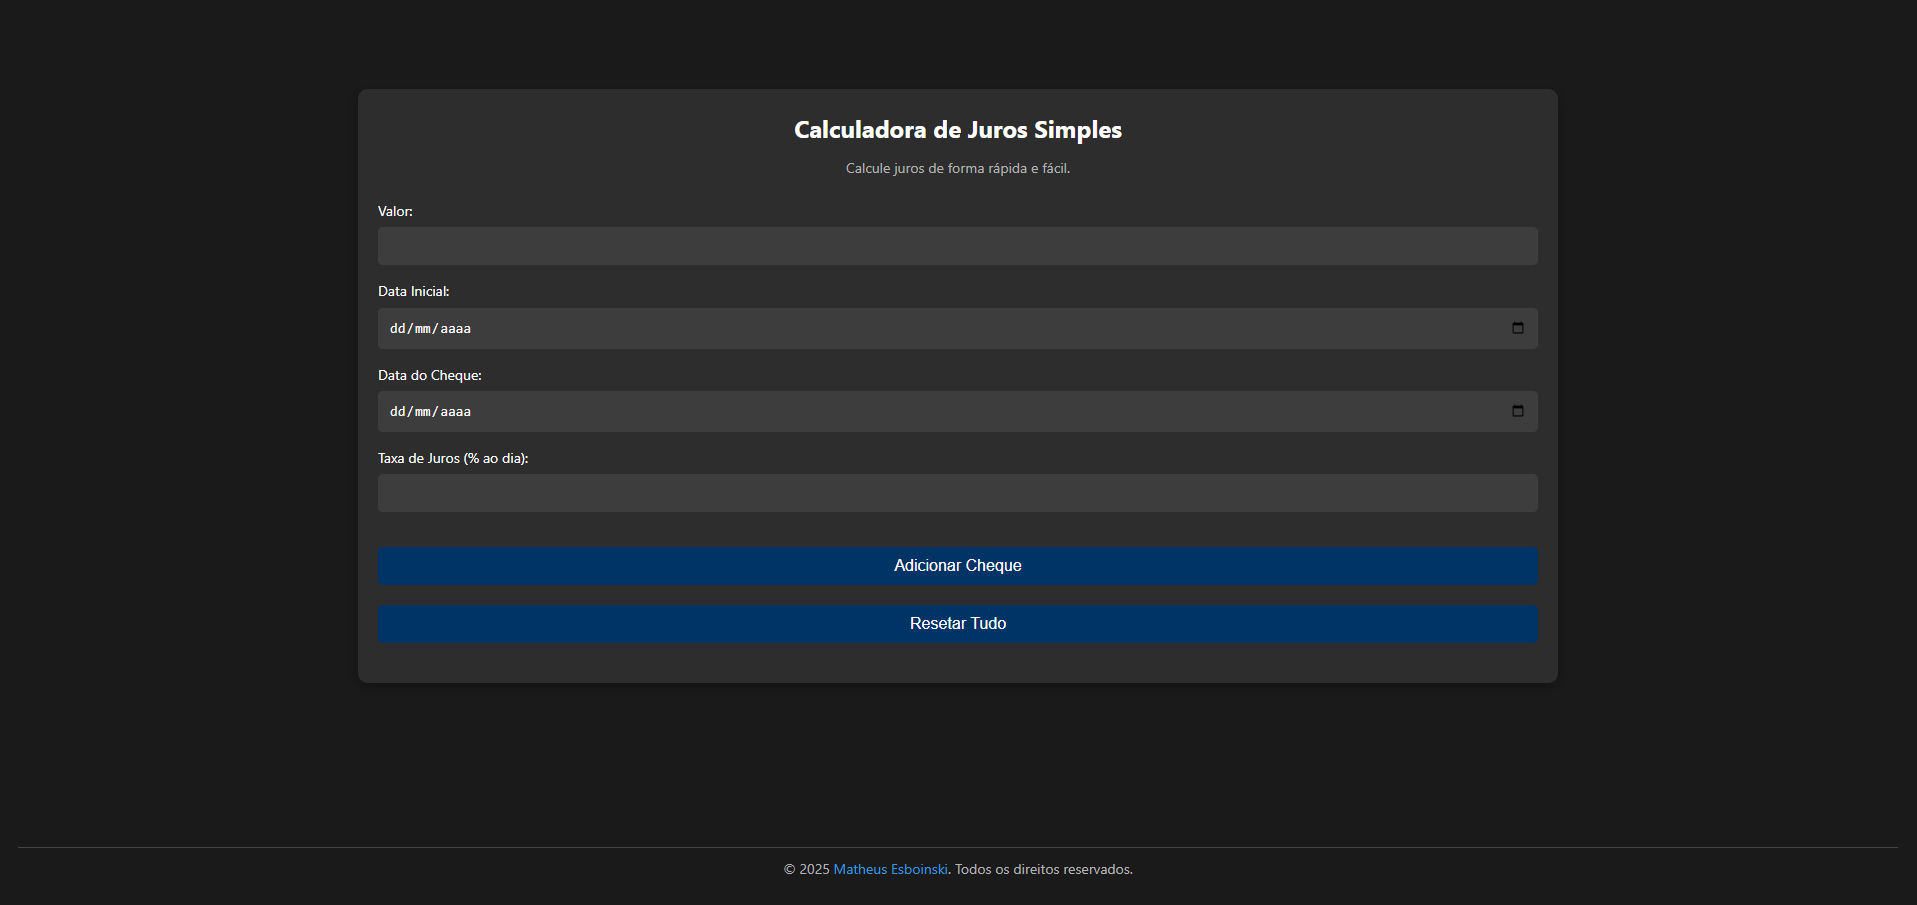 Calculadora de Juros Simples
Calcule juros de forma rápida e fácil.
Valor:
Data Inicial:
dd/mm/aaaa
Data do Cheque:
dd/mm/aaaa
Taxa de Juros (% ao dia):
Adicionar Cheque
Resetar Tudo
© 2025 Matheus Esboinski. Todos os direitos reservados.